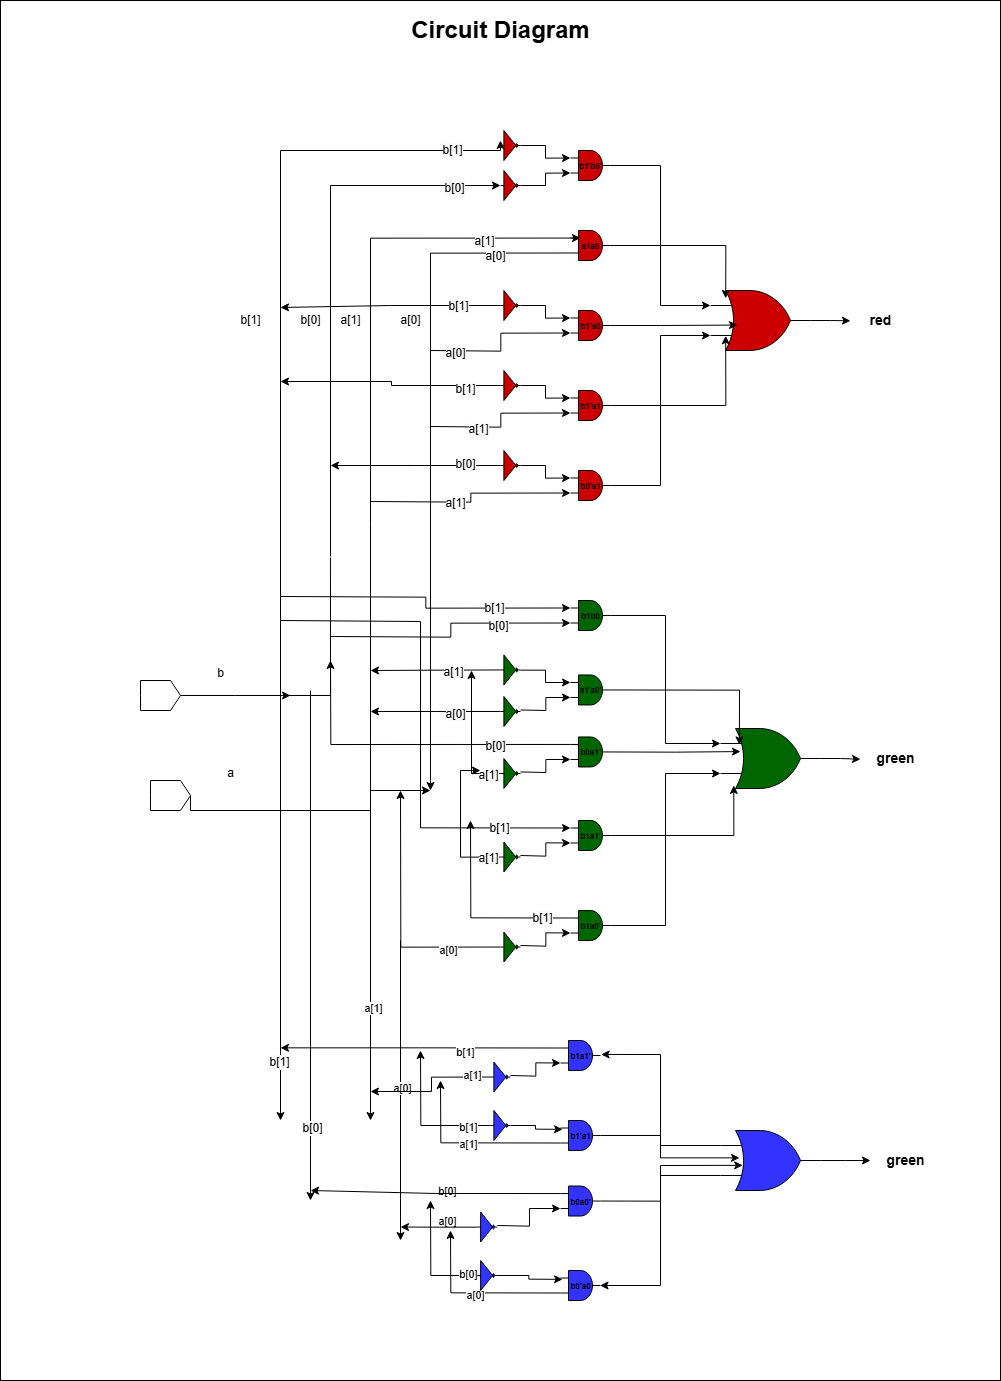 Circuit Diagram
b[1]
b1'b0'
b[0]
a[1]
a1a0
a[0]
b[1]
b[1]
b[0]
a[1]
a[0]
b1'a0
red
a[0]
b[1]
b1'a1
a[1]
b[0]
b0'a1
a[1]
b[1]
b1b0
b[0]
b
a[1]
a1'a0'
a[0]
b[0]
b0a1'
green
a
a[1]
b[1]
b1a1'
a[1]
b[1]
b1a0'
a[0]
a[1]
b[1]
b1a1'
b[1]
a[1]
a[0]
b[0]
b[1]
b1'a1
a[1]
green
b[0]
b0a0'
a[0]
b[0]
b0'a0
a[0]